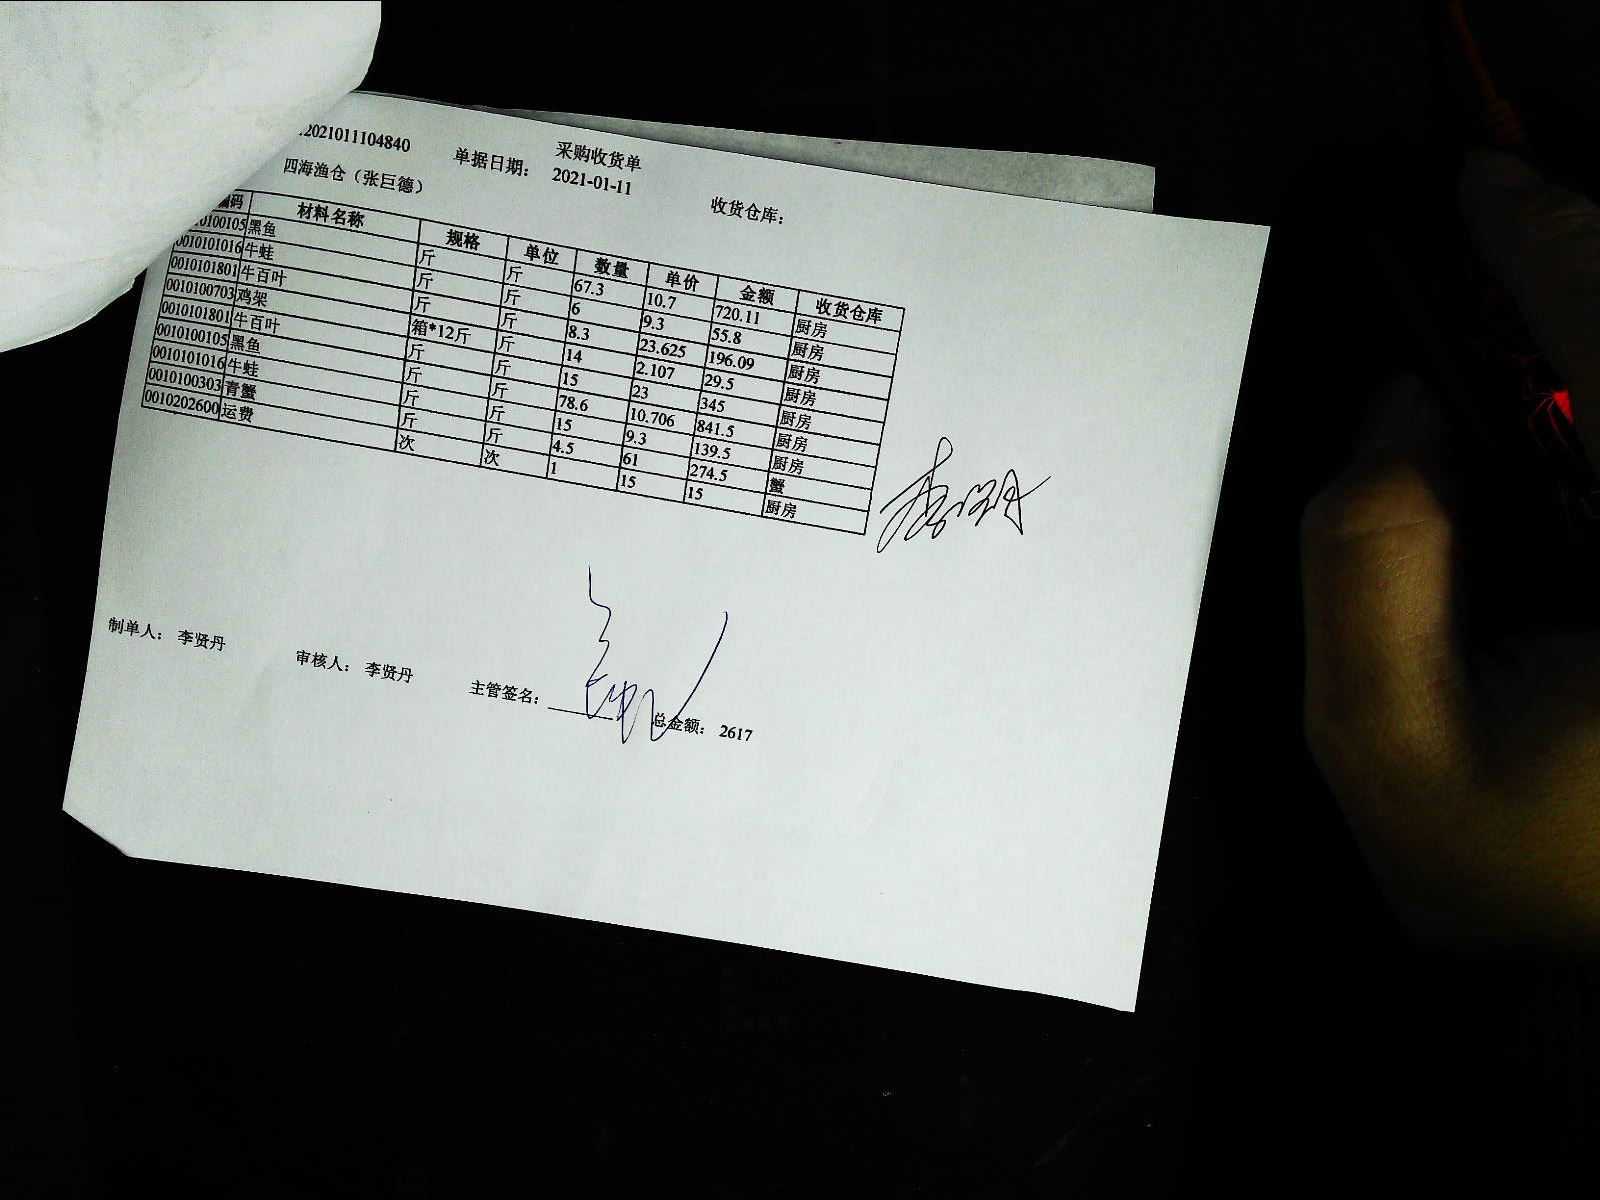 采购收货单
2021011104840 单据日期： 2021-01-11 收货仓库：
四海渔仓（张巨德）
编码 材料名称 规格 单位 数量 单价 金额 收货仓库
0100105 黑鱼 斤 斤 67.3 10.7 720.11 厨房
0010101016 牛蛙 斤 斤 6 9.3 55.8 厨房
0010101801 牛百叶 斤 斤 8.3 23.625 196.09 厨房
0010100703 鸡架 箱*12斤 斤 14 2.107 29.5 厨房
0010101801 牛百叶 斤 斤 15 23 345 厨房
0010100105 黑鱼 斤 斤 78.6 10.706 841.5 厨房
0010101016 牛蛙 斤 斤 15 9.3 139.5 厨房
0010100303 青蟹 斤 斤 4.5 61 274.5 蟹
0010202600 运费 次 次 1 15 15 厨房
李贤丹
制单人： 李贤丹 审核人： 李贤丹 主管签名： 总金额： 2617